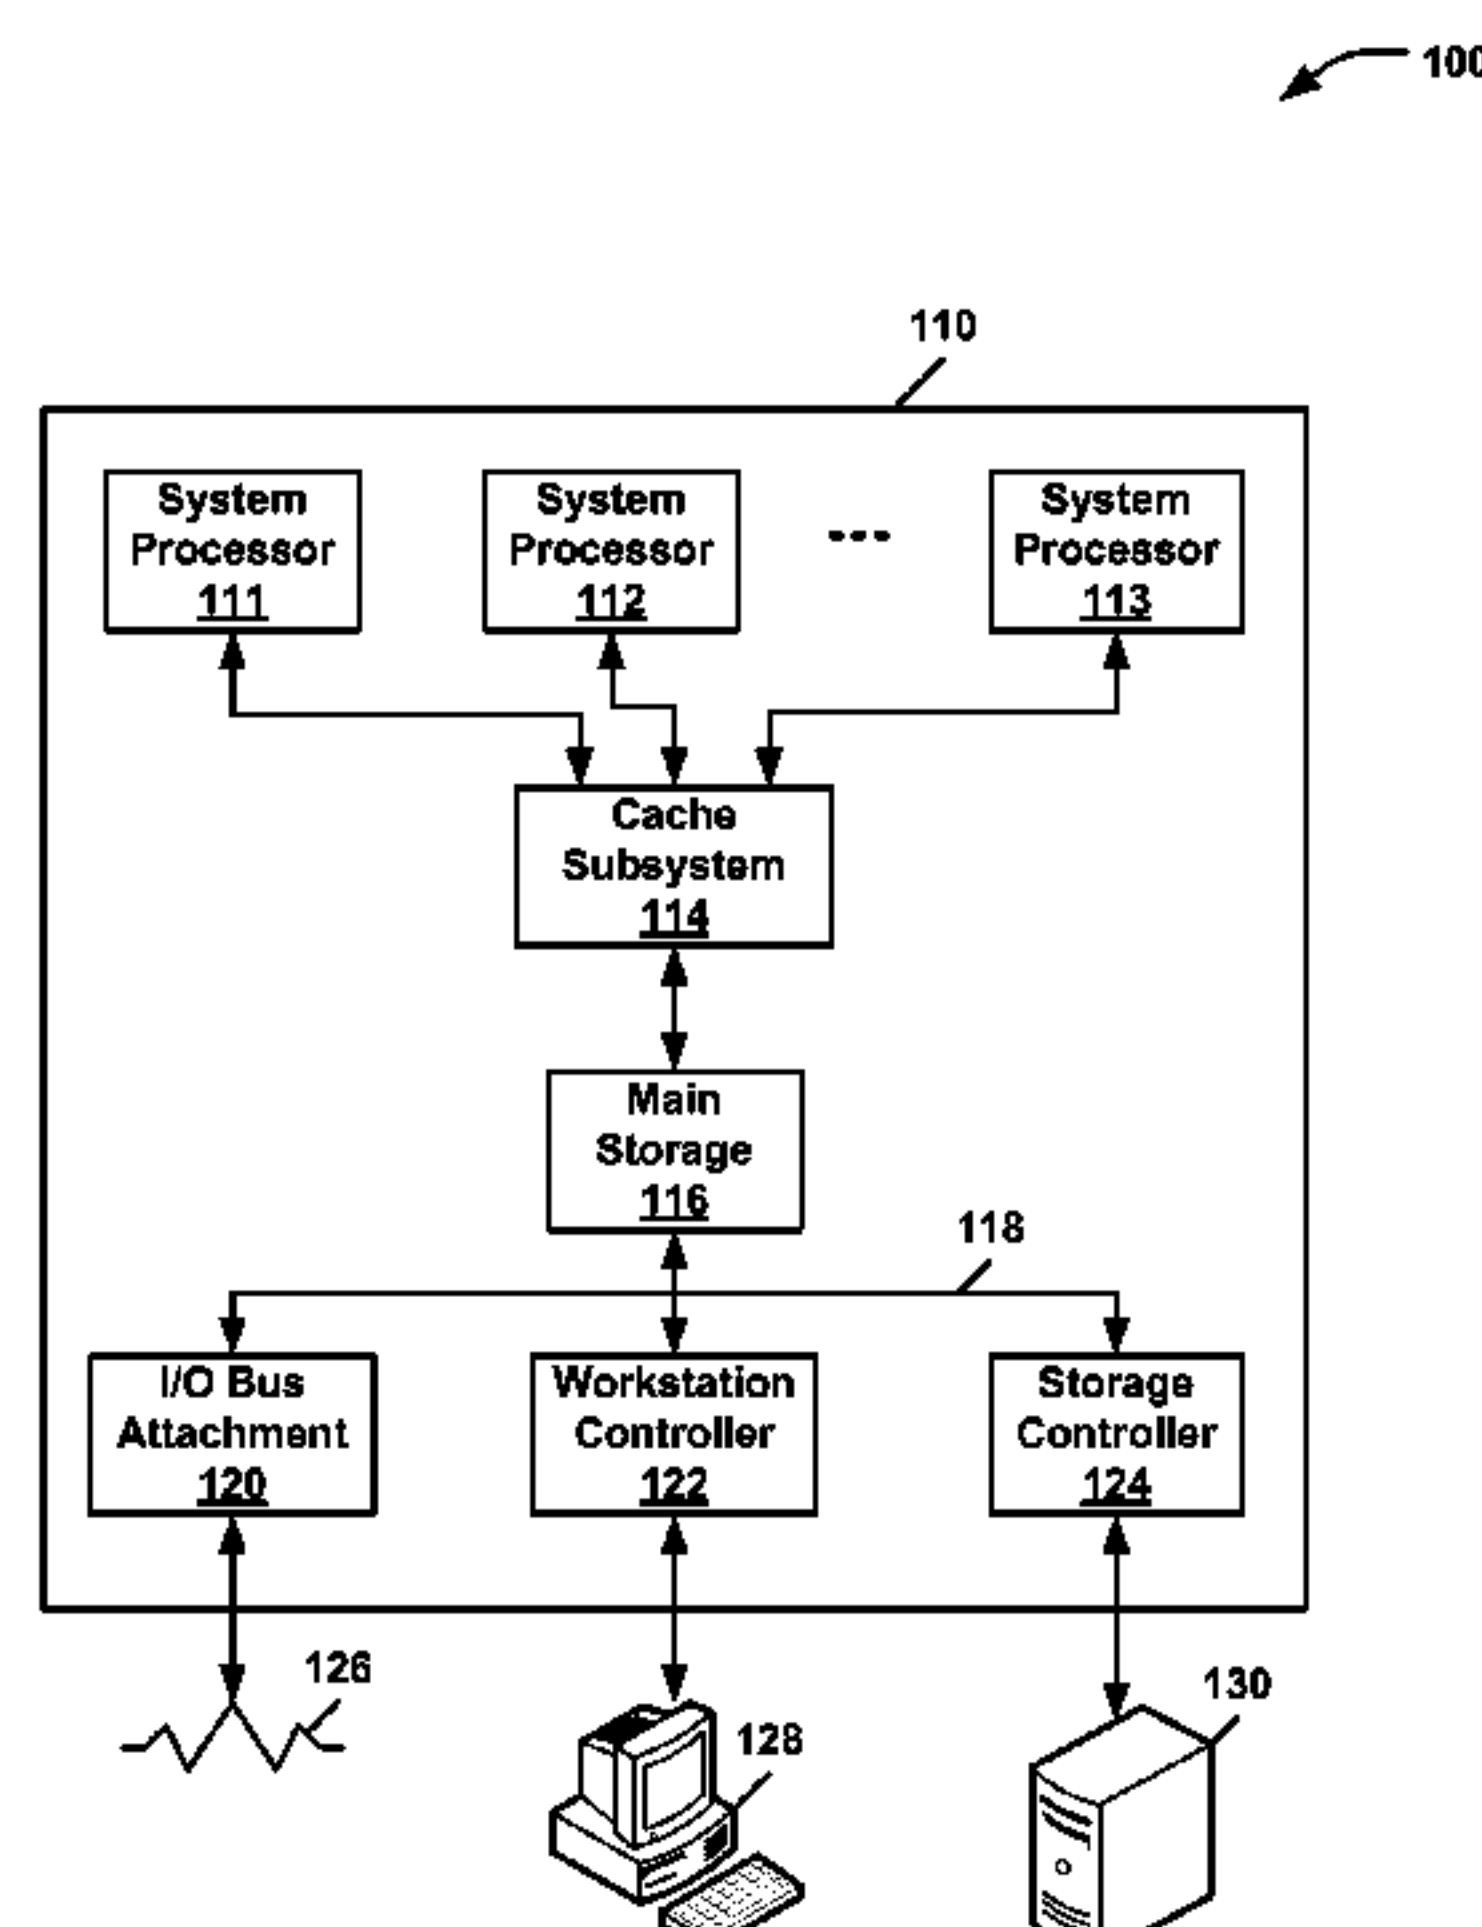 100
110
System
Processor
111
System
Processor
112
...
System
Processor
113
Cache
Subsystem
114
Main
Storage
116
118
I/O Bus
Attachment
120
Workstation
Controller
122
Storage
Controller
124
126
128
130